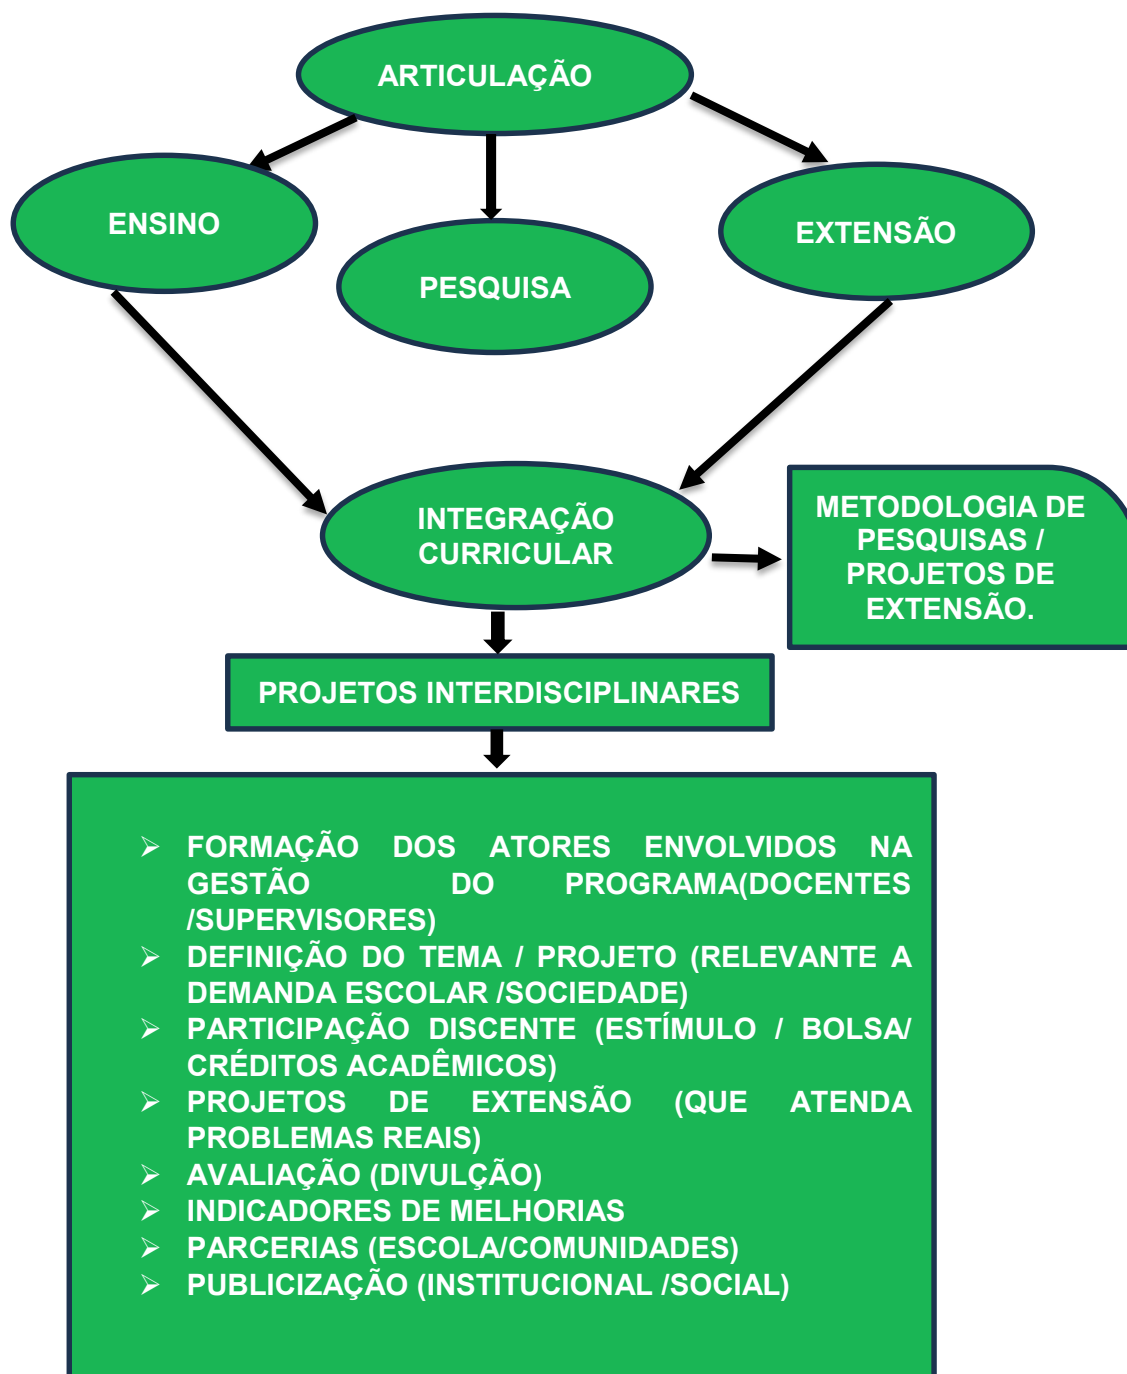 ARTICULAÇÃO
ENSINO
PESQUISA
EXTENSÃO
INTEGRAÇÃO
CURRICULAR
METODOLOGIA DE
PESQUISAS /
PROJETOS DE
EXTENSÃO.
PROJETOS INTERDISCIPLINARES
➢ FORMAÇÃO DOS ATORES ENVOLVIDOS NA
GESTÃO DO PROGRAMA(DOCENTES
/SUPERVISORES)
➢ DEFINIÇÃO DO TEMA / PROJETO (RELEVANTE A
DEMANDA ESCOLAR /SOCIEDADE)
➢ PARTICIPAÇÃO DISCENTE (ESTÍMULO / BOLSA/
CRÉDITOS ACADÊMICOS)
➢ PROJETOS DE EXTENSÃO (QUE ATENDA
PROBLEMAS REAIS)
➢ AVALIAÇÃO (DIVULÇÃO)
➢ INDICADORES DE MELHORIAS
➢ PARCERIAS (ESCOLA/COMUNIDADES)
➢ PUBLICIZAÇÃO (INSTITUCIONAL /SOCIAL)